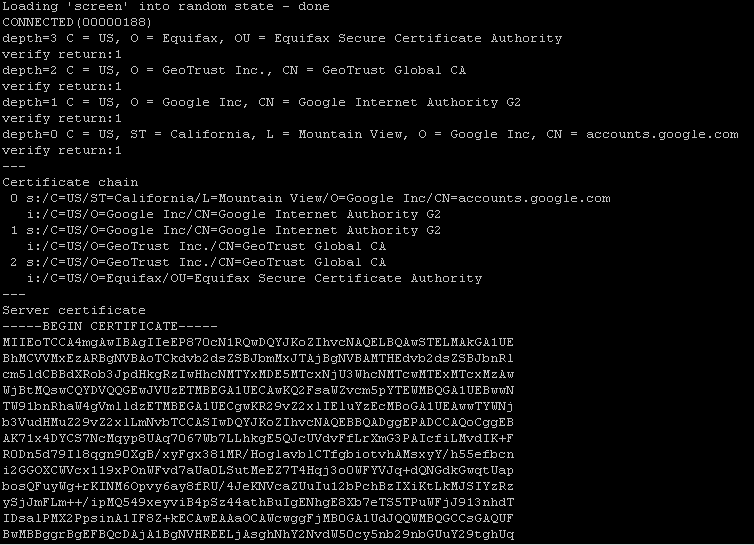 Loading 'screen' into random state - done
CONNECTED(00000188)
depth=3 C = US, O = Equifax, OU = Equifax Secure Certificate Authority
verify return:1
depth=2 C = US, O = GeoTrust Inc., CN = GeoTrust Global CA
verify return:1
depth=1 C = US, O = Google Inc, CN = Google Internet Authority G2
verify return:1
depth=0 C = US, ST = California, L = Mountain View, O = Google Inc, CN = accounts.google.com
verify return:1
---
Certificate chain
 0 s:/C=US/ST=California/L=Mountain View/O=Google Inc/CN=accounts.google.com
   i:/C=US/O=Google Inc/CN=Google Internet Authority G2
 1 s:/C=US/O=Google Inc/CN=Google Internet Authority G2
   i:/C=US/O=GeoTrust Inc./CN=GeoTrust Global CA
 2 s:/C=US/O=GeoTrust Inc./CN=GeoTrust Global CA
   i:/C=US/O=Equifax/OU=Equifax Secure Certificate Authority
---
Server certificate
-----BEGIN CERTIFICATE-----
MIIEoTCCA4mgAwIBAgIIeEP870cN1RQwDQYJKoZIhvcNAQELBQAwSTELMAkGA1UE
BhMCVVMxEzARBgNVBAoTCkdvb2dsZSBJbmMxJTAjBgNVBAMTHEdvb2dsZSBJbnRl
cm5ldCBBdXRob3JpdHkgRzIwHhcNMTYxMDE5MTcxNjU3WhcNMTcwMTExMTcxMzAw
WjBtMQswCQYDVQQGEwJVUzETMBEGA1UECAwKQ2FsaWZvcm5pYTEWMBQGA1UEBwwN
TW91bnRhaW4gVmlldzETMBEGA1UECgwKR29vZ2xlIEluYzEcMBoGA1UEAwwTYWNj
b3VudHMuZ29vZ2xlLmNvbTCCASIwDQYJKoZIhvcNAQEBBQADggEPADCCAQoCggEB
AK71x4DYCS7NcMqyp8UAq7O67Wb7LLhkgE5QJcUVdvFfLrXmG3PAIcfiLMvdIK+F
RODn5d79Il8qgn9OXgB/xyFgx381MR/HoglavblCTfgbiotvhAMsxyY/h55efbcn
i2GGOXCWVcx119xPOnWFvd7aUaOLSutMeEZ7T4Hqj3oOWFYVJq+dQNGdkGwqtUap
bosQFuyWg+rKINM6Opvy6ay8fRU/4JeKNVcaZUuIu12bPchBzIXiKtLkMJSIYzRz
ySjJmFLm++/ipMQ549xeyviB4pSz44athBuIgENhgE8Xb7eTS5TPuWFjJ913nhdT
IDsalPMX2PpsinA1IF8Z+kECAwEAAaOCAWcwggFjMB0GA1UdJQQWMBQGCCsGAQUF
BwMBBggrBgEFBQcDAjA1BgNVHREELjAsghNhY2NvdW50cy5nb29nbGUuY29tghUq